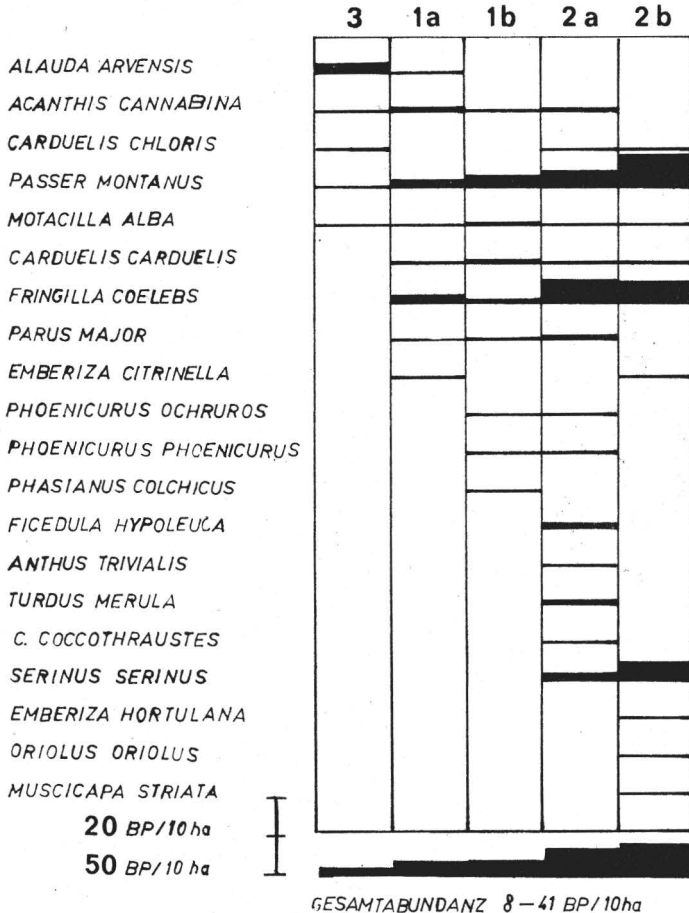 3 1a 1b 2a 2b
ALAUDA ARVENSIS
ACANTHIS CANNABINA
CARDUELIS CHLORIS
PASSER MONTANUS
MOTACILLA ALBA
CARDUELIS CARDUELIS
FRINGILLA COELEBS
PARUS MAJOR
EMBERIZA CITRINELLA
PHOENICURUS OCHRUROS
PHOENICURUS PHOENICURUS
PHASIANUS COLCHICUS
FICEDULA HYPOLEUCA
ANTHUS TRIVIALIS
TURDUS MERULA
C. COCCOTHRAUSTES
SERINUS SERINUS
EMBERIZA HORTULANA
ORIOLUS ORIOLUS
MUSCICAPA STRIATA
20 BP/10 ha
50 BP/10 ha
GESAMTABUNDANZ 8–41 BP/10ha